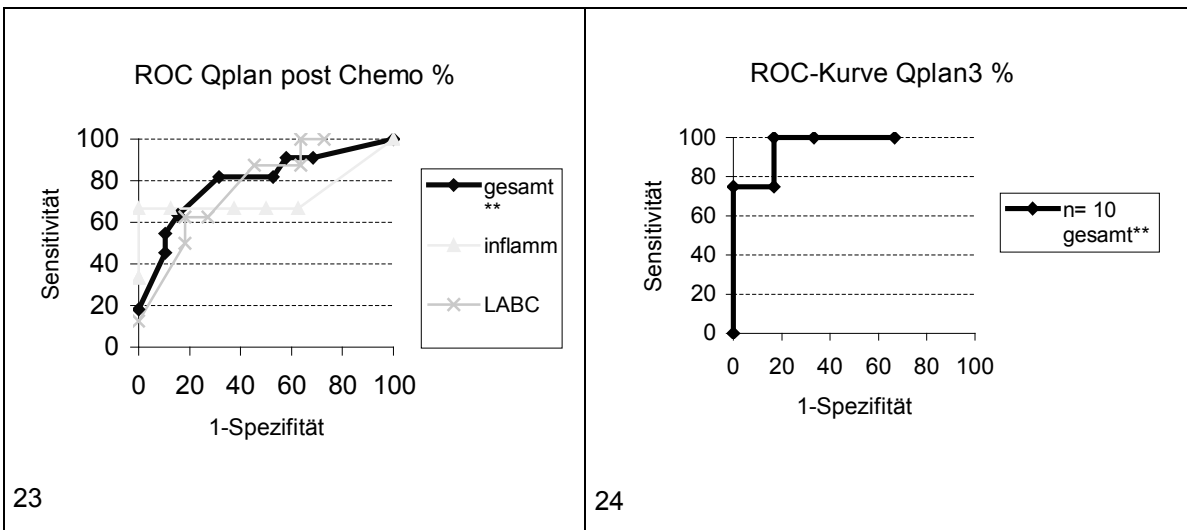 ROC Qplan post Chemo %
100
80
60
40
20
0
Sensitivität
0 20 40 60 80 100
1-Spezifität
gesamt
**
inflamm
LABC
23
ROC-Kurve Qplan3 %
100
80
60
40
20
0
Sensitivität
0 20 40 60 80 100
1-Spezifität
n= 10
gesamt**
24